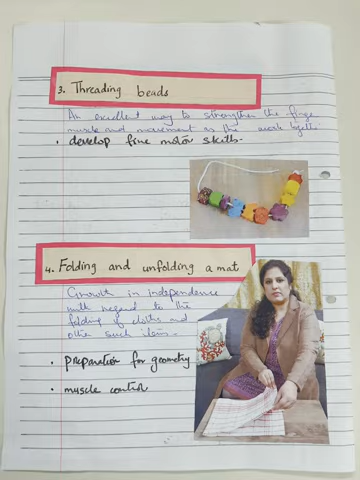 3. Threading beads
An excellent way to strengthen the finger
muscle and movement as the work together
• develop fine motor skills.
4. Folding and unfolding a mat
Growth in independence
with regard to the
folding of cloths and
other such item.
• preparation for geometry
• muscle control